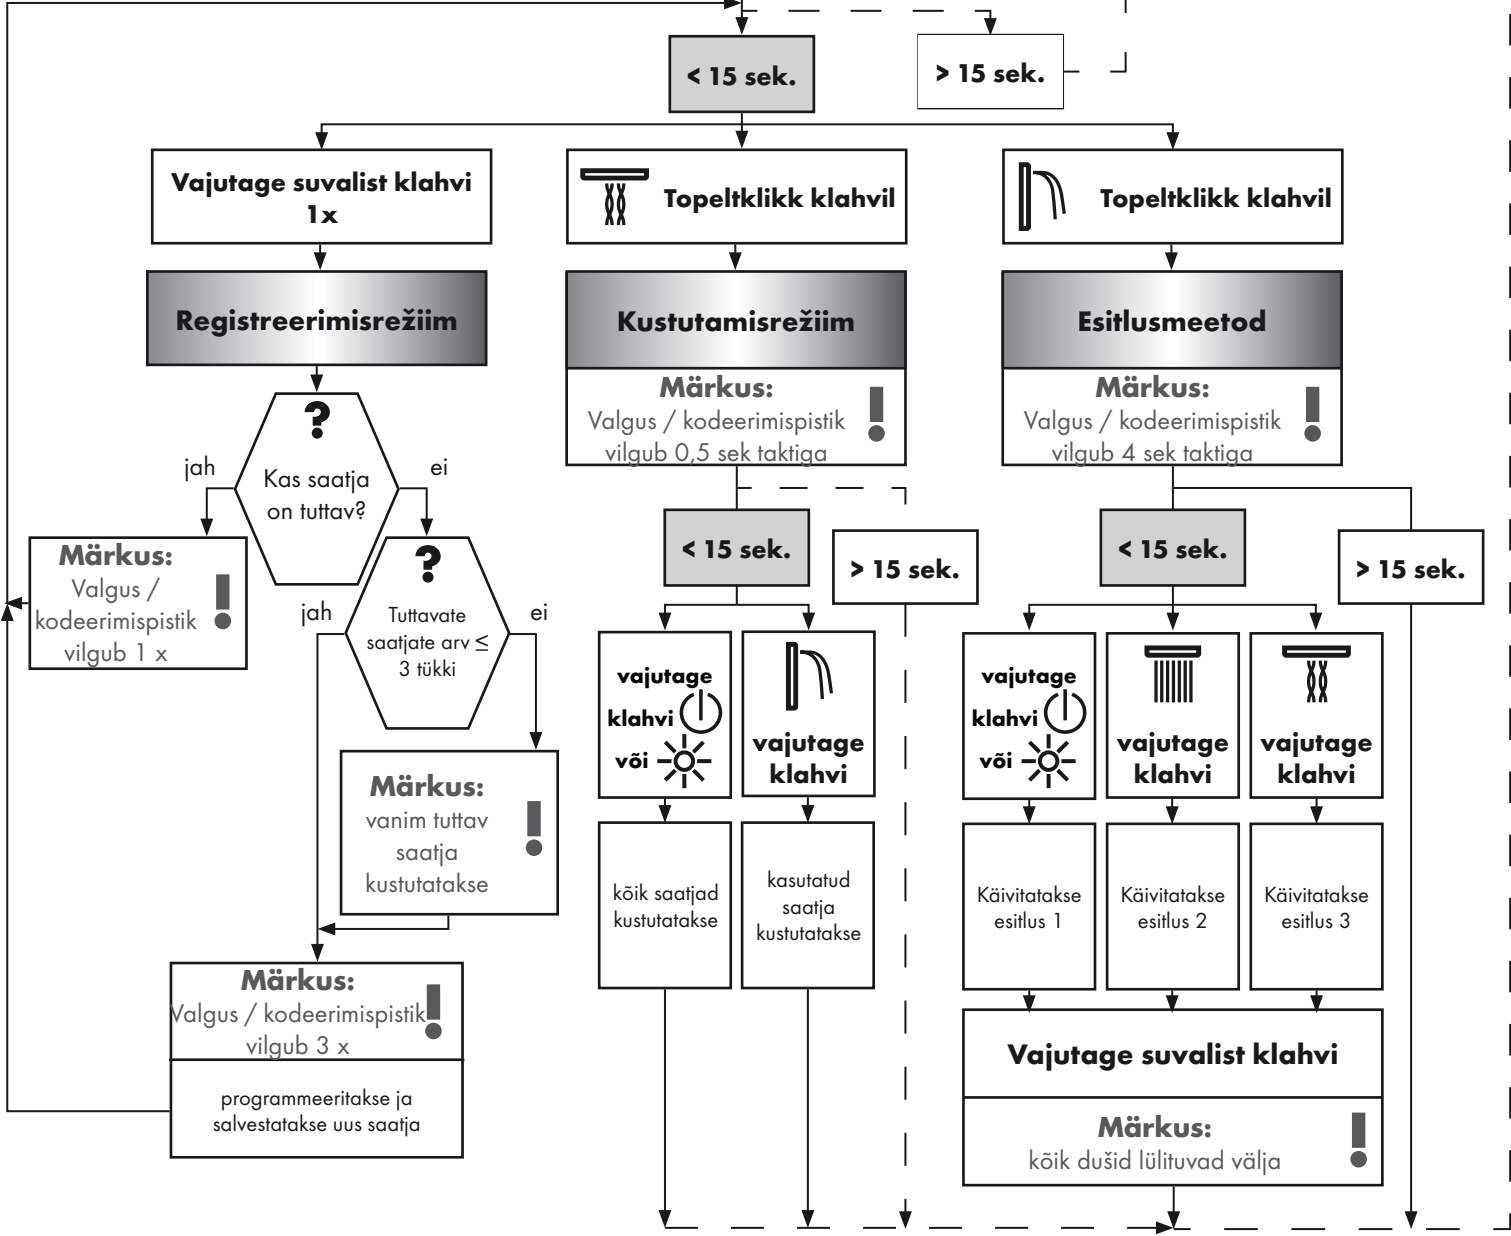 < 15 sek.
> 15 sek.
Vajutage suvalist klahvi
1x
Topeltklikk klahvil
Topeltklikk klahvil
Registreerimisrežiim
Kustutamisrežiim
Esitlusmeetod
Märkus:
Valgus / kodeerimispistik
vilgub 0,5 sek taktiga
Märkus:
Valgus / kodeerimispistik
vilgub 4 sek taktiga
?
jah
ei
Kas saatja
on tuttav?
Märkus:
Valgus /
kodeerimispistik
vilgub 1 x
?
jah
ei
Tuttavate
saatjate arv ≤
3 tükki
Märkus:
vanim tuttav
saatja
kustutatakse
Märkus:
Valgus / kodeerimispistik
vilgub 3 x
programmeeritakse ja
salvestatakse uus saatja
< 15 sek.
> 15 sek.
vajutage
klahvi
või
vajutage
klahvi
kõik saatjad
kustutatakse
kasutatud
saatja
kustutatakse
< 15 sek.
> 15 sek.
vajutage
klahvi
või
vajutage
klahvi
vajutage
klahvi
Käivitatakse
esitlus 1
Käivitatakse
esitlus 2
Käivitatakse
esitlus 3
Vajutage suvalist klahvi
Märkus:
kõik dušid lülituvad välja